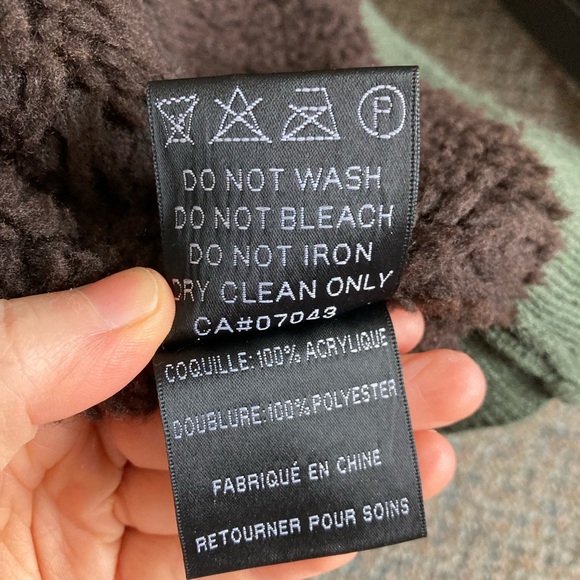 P
DO NOT WASH
DO NOT BLEACH
DO NOT IRON
DRY CLEAN ONLY
CA#07043
COQUILLE:100% ACRYLIQUE
DOUBLURE:100%POLYESTER
FABRIQUÉ EN CHINE
RETOURNER POUR SOINS